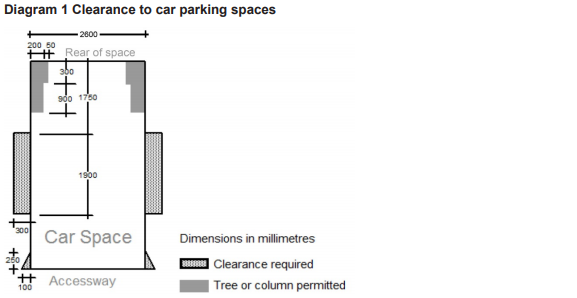 Diagram 1 Clearance to car parking spaces
2600
200 50
Rear of space
300
900 1750
1900
300
Car Space
Dimensions in millimetres
250
Clearance required
100
Accessway
Tree or column permitted